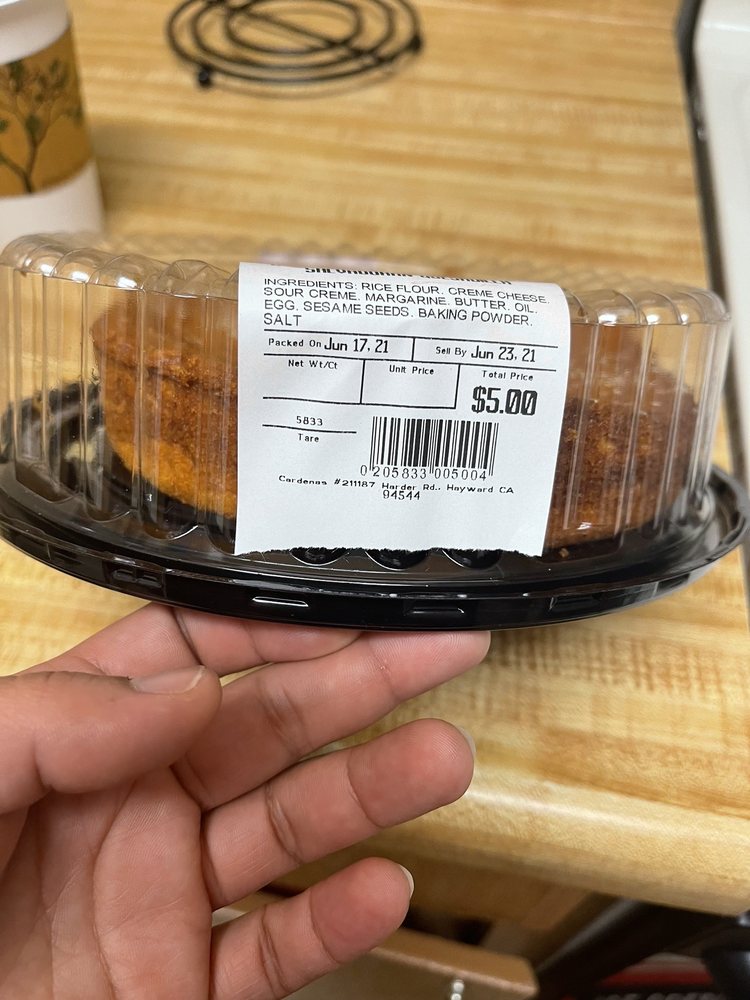 INGREDIENTS: RICE FLOUR. CREME CHEESE.
SOUR CREME. MARGARINE. BUTTER. OIL.
EGG. SESAME SEEDS. BAKING POWDER.
SALT
Packed On Jun 17, 21 Sell By Jun 23, 21
Net Wt/Ct Unit Price Total Price
$5.00
5833
Tare
0 205833 005004
Cardenas #211187 Harder Rd.. Hayward CA
94544